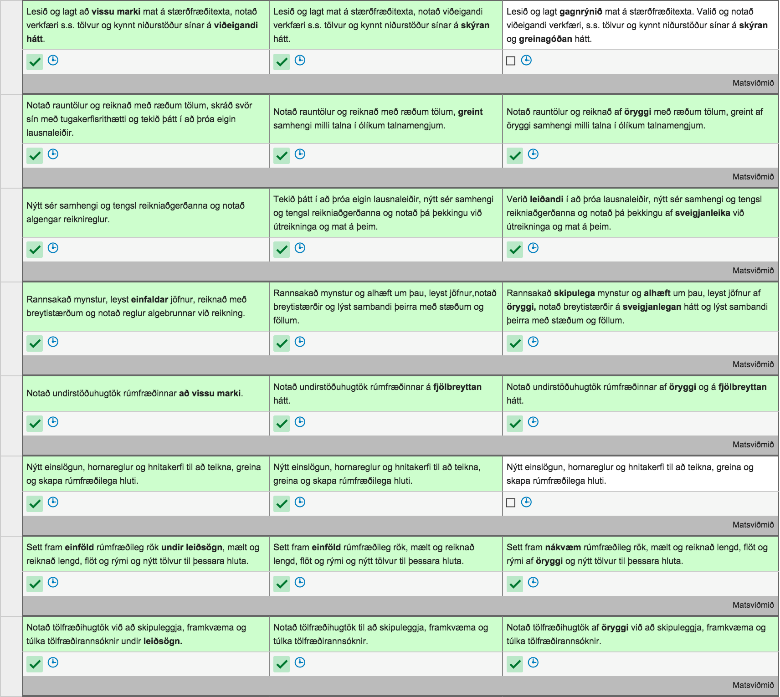 Lesið og lagt að vissu marki mat á stærðfræðitexta, notað
verkfæri s.s. tölvur og kynnt niðurstöður sínar á viðeigandi
hátt.
Lesið og lagt mat á stærðfræðitexta, notað viðeigandi
verkfæri s.s. tölvur og kynnt niðurstöður sínar á skýran
hátt.
Lesið og lagt gagnrýnið mat á stærðfræðitexta. Valið og notað
viðeigandi verkfæri, s.s. tölvur og kynnt niðurstöður sínar á skýran
og greinagóðan hátt.
Matsviðmið
Notað rauntölur og reiknað með ræðum tölum, skráð svör
sín með tugakerfisrithætti og tekið þátt í að þróa eigin
lausnaleiðir.
Notað rauntölur og reiknað með ræðum tölum, greint
samhengi milli talna í ólíkum talnamengjum.
Notað rauntölur og reiknað af öryggi með ræðum tölum, greint af
öryggi samhengi milli talna í ólíkum talnamengjum.
Matsviðmið
Nýtt sér samhengi og tengsl reikniaðgerðanna og notað
algengar reiknireglur.
Tekið þátt í að þróa eigin lausnaleiðir, nýtt sér samhengi
og tengsl reikniaðgerðanna og notað þá þekkingu við
útreikninga og mat á þeim.
Verið leiðandi í að þróa lausnaleiðir, nýtt sér samhengi og tengsl
reikniaðgerðanna og notað þá þekkingu af sveigjanleika við
útreikninga og mat á þeim.
Matsviðmið
Rannsakað mynstur, leyst einfaldar jöfnur, reiknað með
breytistærðum og notað reglur algebrunnar við reikning.
Rannsakað mynstur og alhæft um þau, leyst jöfnur,notað
breytistærðir og lýst sambandi þeirra með stæðum og
föllum.
Rannsakað skipulega mynstur og alhæft um þau, leyst jöfnur af
öryggi, notað breytistærðir á sveigjanlegan hátt og lýst sambandi
þeirra með stæðum og föllum.
Matsviðmið
Notað undirstöðuhugtök rúmfræðinnar að vissu marki.
Notað undirstöðuhugtök rúmfræðinnar á fjölbreyttan
hátt.
Notað undirstöðuhugtök rúmfræðinnar af öryggi og á fjölbreyttan
hátt.
Matsviðmið
Nýtt einslögun, hornareglur og hnitakerfi til að teikna, greina
og skapa rúmfræðilega hluti.
Nýtt einslögun, hornareglur og hnitakerfi til að teikna,
greina og skapa rúmfræðilega hluti.
Nýtt einslögun, hornareglur og hnitakerfi til að teikna, greina og
skapa rúmfræðilega hluti.
Matsviðmið
Sett fram einföld rúmfræðileg rök undir leiðsögn, mælt og
reiknað lengd, flöt og rými og nýtt tölvur til þessara hluta.
Sett fram einföld rúmfræðileg rök, mælt og reiknað
lengd, flöt og rými og nýtt tölvur til þessara hluta.
Sett fram nákvæm rúmfræðileg rök, mælt og reiknað lengd, flöt og
rými af öryggi og nýtt tölvur til þessara hluta.
Matsviðmið
Notað tölfræðihugtök við að skipuleggja, framkvæma og
túlka tölfræðirannsóknir undir leiðsögn.
Notað tölfræðihugtök til að skipuleggja, framkvæma og
túlka tölfræðirannsóknir.
Notað tölfræðihugtök af öryggi við að skipuleggja, framkvæma og
túlka tölfræðirannsóknir.
Matsviðmið